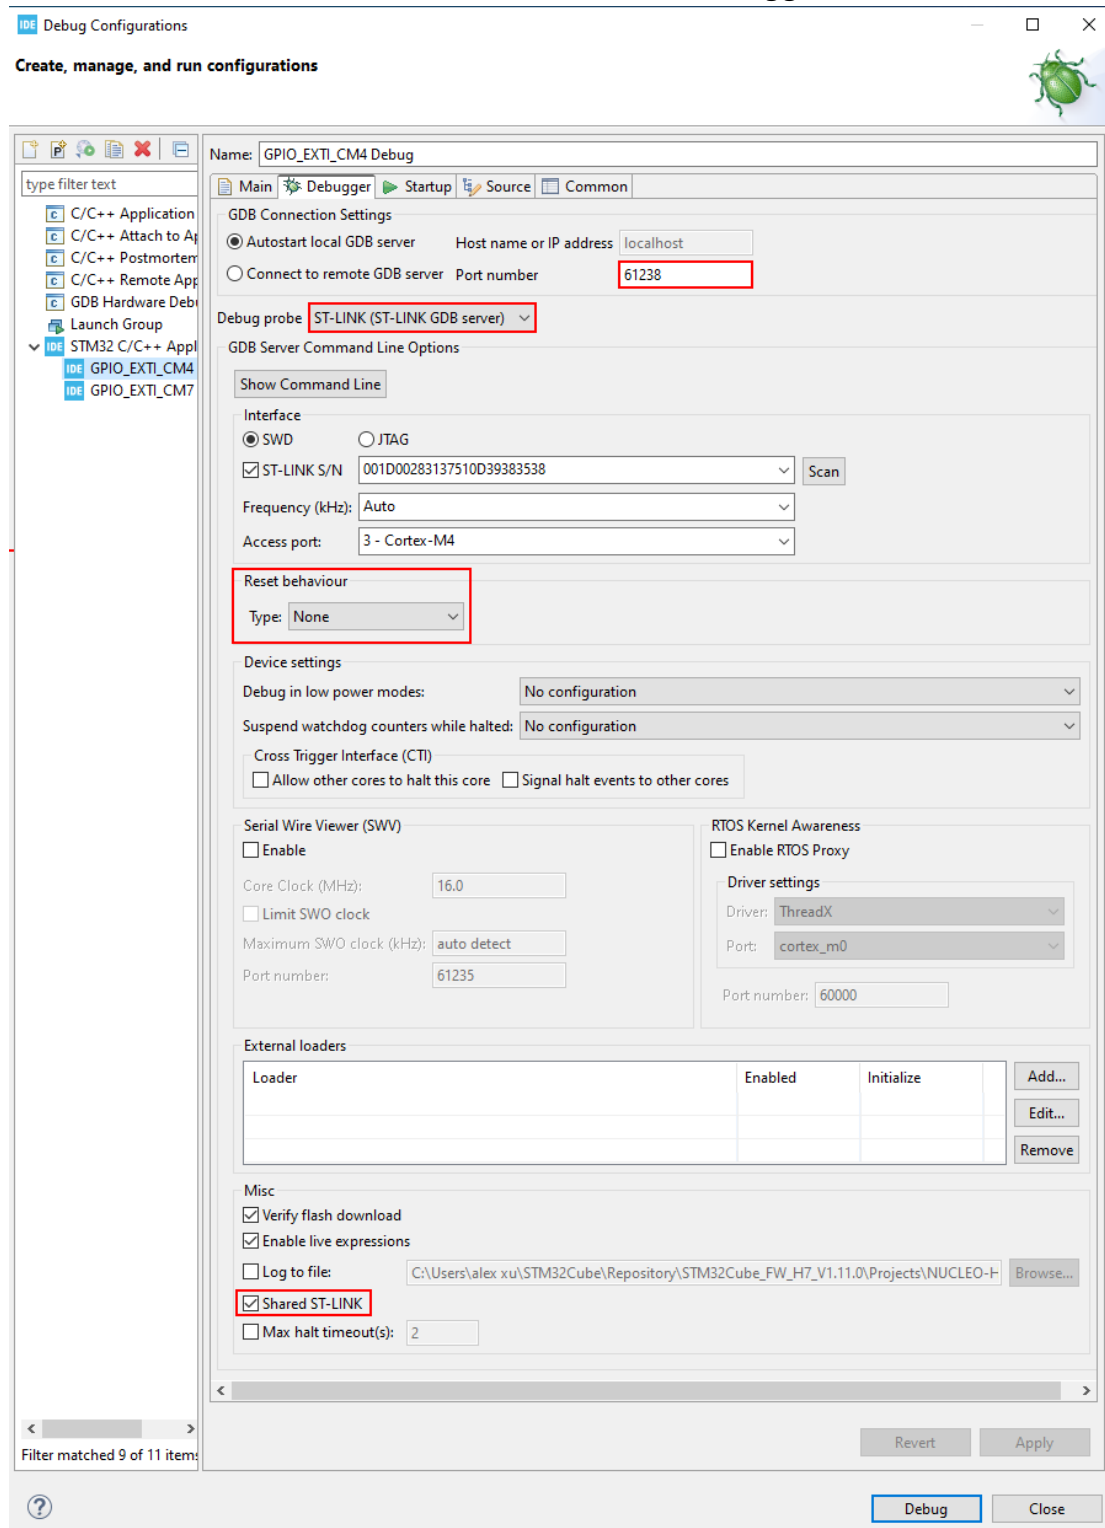 IDE Debug Configurations
Create, manage, and run configurations
Name: GPIO_EXTI_CM4 Debug
type filter text
C/C++ Application
C/C++ Attach to Ap
C/C++ Postmortem
C/C++ Remote App
GDB Hardware Deb
Launch Group
IDE STM32 C/C++ Appl
IDE GPIO_EXTI_CM4
IDE GPIO_EXTI_CM7
Main Debugger Startup Source Common
GDB Connection Settings
Autostart local GDB server Host name or IP address localhost
Connect to remote GDB server Port number 61238
Debug probe ST-LINK (ST-LINK GDB server)
GDB Server Command Line Options
Show Command Line
Interface
SWD JTAG
ST-LINK S/N 001D00283137510D39383538 Scan
Frequency (kHz): Auto
Access port: 3 - Cortex-M4
Reset behaviour
Type: None
Device settings
Debug in low power modes: No configuration
Suspend watchdog counters while halted: No configuration
Cross Trigger Interface (CTI)
Allow other cores to halt this core Signal halt events to other cores
Serial Wire Viewer (SWV)
Enable
Core Clock (MHz): 16.0
Limit SWO clock
Maximum SWO clock (kHz): auto detect
Port number: 61235
RTOS Kernel Awareness
Enable RTOS Proxy
Driver settings
Driver: ThreadX
Port: cortex_m0
Port number: 60000
External loaders
Loader Enabled Initialize
Add...
Edit...
Remove
Misc
Verify flash download
Enable live expressions
Log to file: C:\Users\alex xu\STM32Cube\Repository\STM32Cube_FW_H7_V1.11.0\Projects\NUCLEO-H Browse...
Shared ST-LINK
Max halt timeout(s): 2
Filter matched 9 of 11 items
Revert Apply
Debug Close